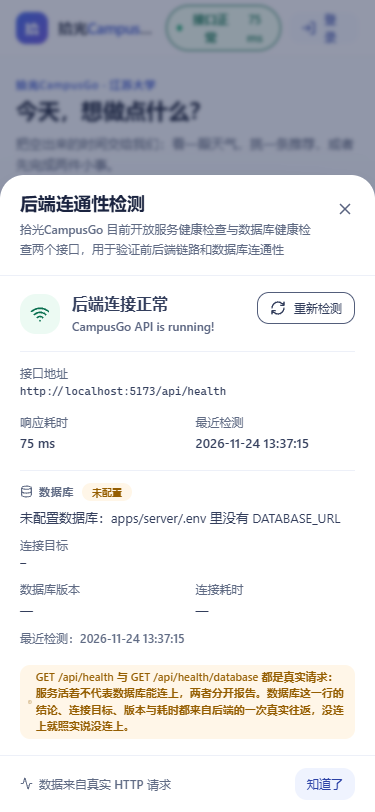 拾光CampusGo · 江苏大学
今天，想做点什么？
后端连通性检测
拾光CampusGo 目前开放服务健康检查与数据库健康检
查两个接口，用于验证前后端链路和数据库连通性
后端连接正常
CampusGo API is running!
重新检测
接口地址
http://localhost:5173/api/health
响应耗时
最近检测
75 ms
2026-11-24 13:37:15
数据库
未配置
未配置数据库：apps/server/.env 里没有 DATABASE_URL
连接目标
–
数据库版本
连接耗时
—
—
最近检测：2026-11-24 13:37:15
GET /api/health 与 GET /api/health/database 都是真实请求：
服务活着不代表数据库能连上，两者分开报告。数据库这一行的
结论、连接目标、版本与耗时都来自后端的一次真实往返，没连
上就照实说没连上。
数据来自真实 HTTP 请求
知道了